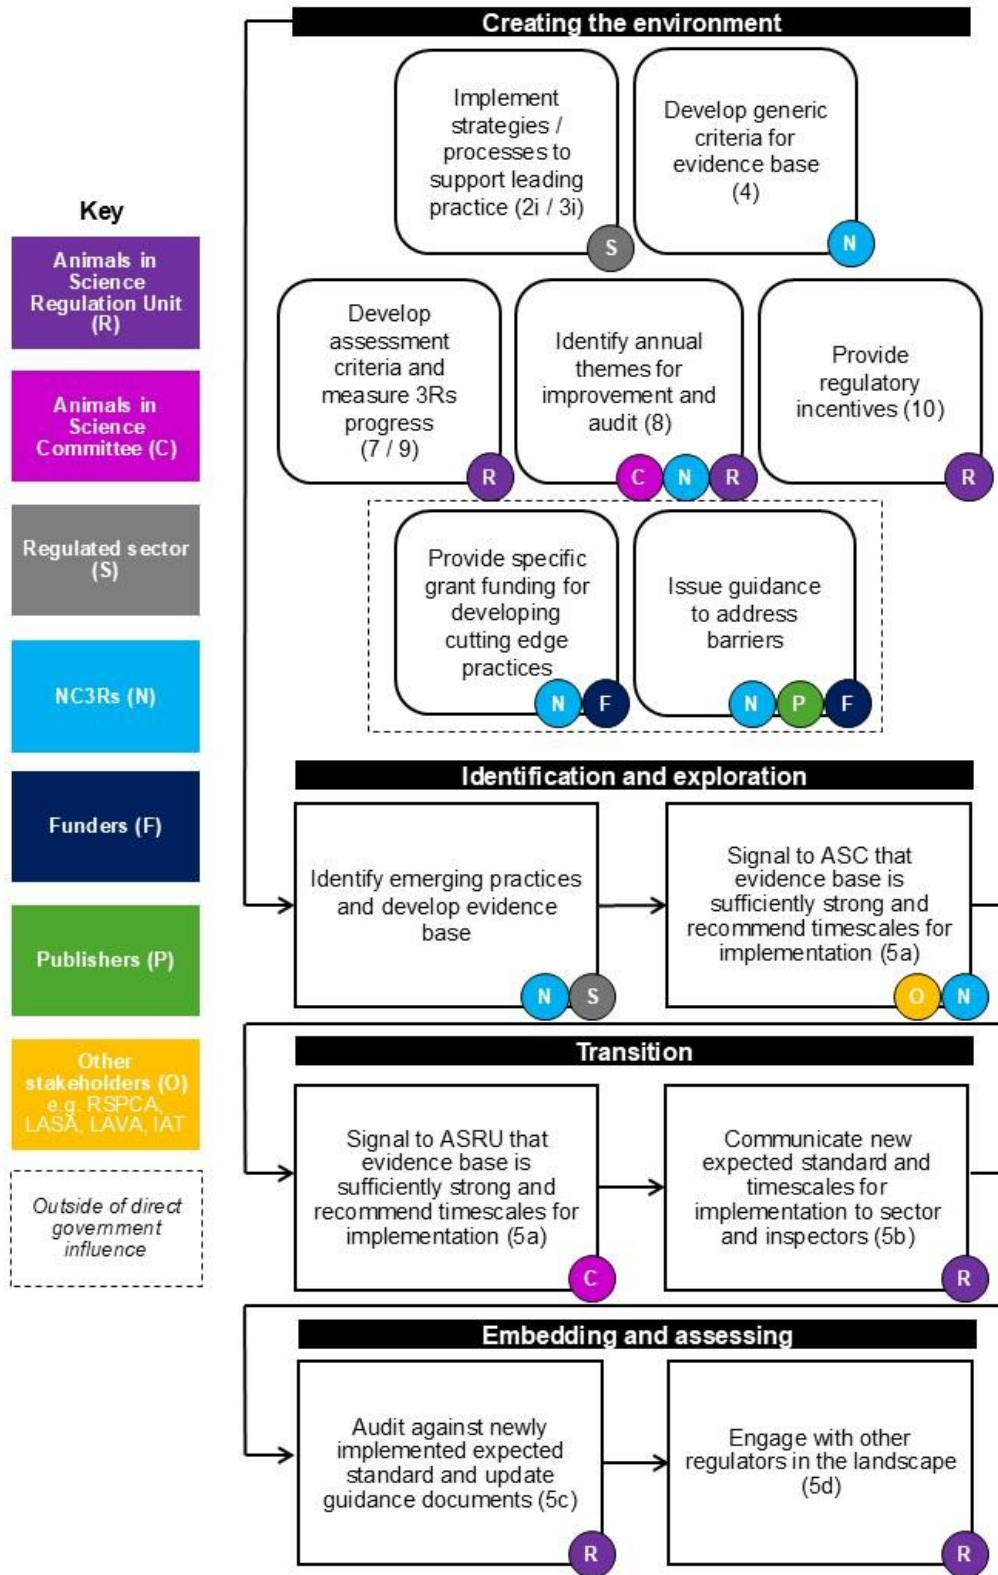 Creating the environment
Implement
strategies /
processes to
support leading
practice (2i / 3i)
S
Develop generic
criteria for
evidence base
(4)
N
Develop
assessment
criteria and
measure 3Rs
progress
(7 / 9)
R
Identify annual
themes for
improvement and
audit (8)
C
N
R
Provide
regulatory
incentives (10)
R
Provide specific
grant funding for
developing
cutting edge
practices
N
F
Issue guidance
to address
barriers
N
P
F
Key
Animals in
Science
Regulation Unit
(R)
Animals in
Science
Committee (C)
Regulated sector
(S)
NC3Rs (N)
Funders (F)
Publishers (P)
Other
stakeholders (O)
e.g. RSPCA,
LASA, LAVA, IAT
Outside of direct
government
influence
Identification and exploration
Identify emerging practices
and develop evidence
base
N
S
Signal to ASC that
evidence base is
sufficiently strong and
recommend timescales for
implementation (5a)
O
N
Transition
Signal to ASRU that
evidence base is
sufficiently strong and
recommend timescales for
implementation (5a)
C
Communicate new
expected standard and
timescales for
implementation to sector
and inspectors (5b)
R
Embedding and assessing
Audit against newly
implemented expected
standard and update
guidance documents (5c)
R
Engage with other
regulators in the landscape
(5d)
R